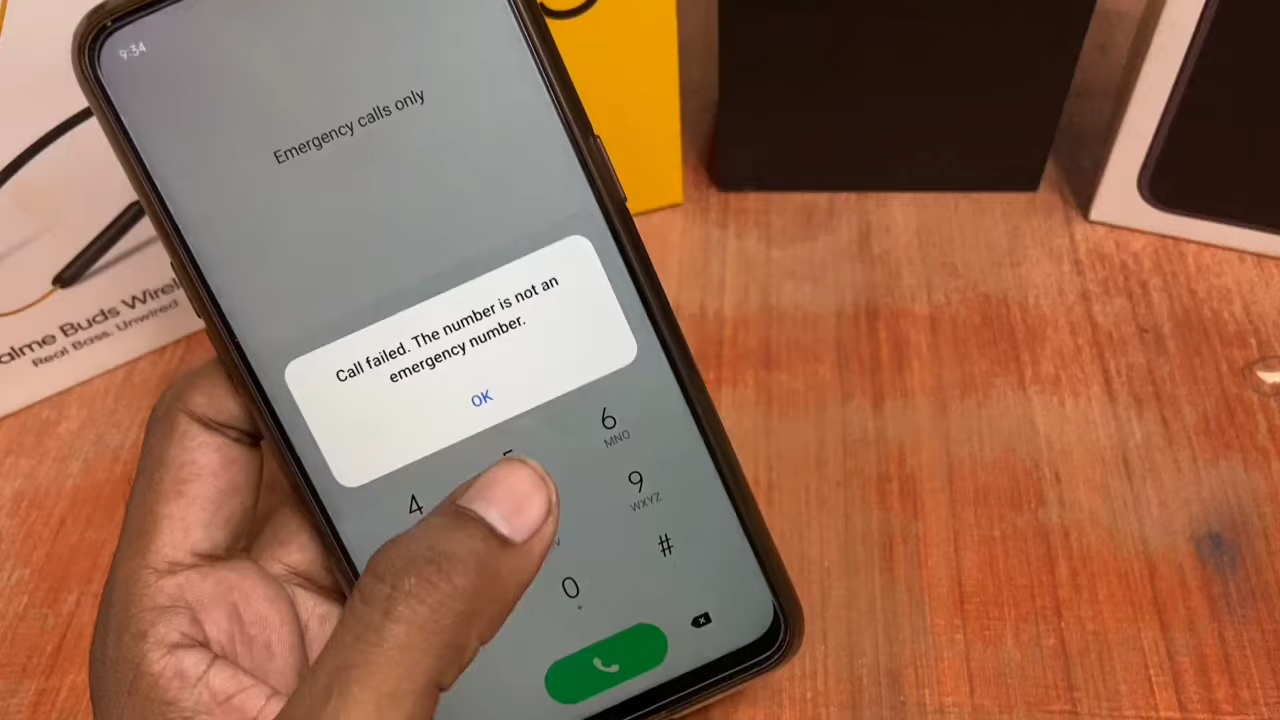 9:34
Emergency calls only
Call failed. The number is not an
emergency number.
OK
4
6
MNO
9
WXYZ
0
+
#
alme Buds Wirel
Real Bass. Unwired